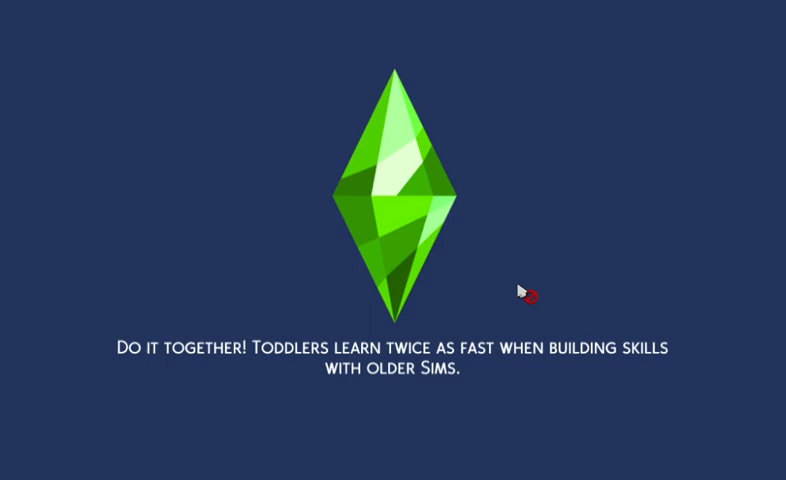 Do it together! Toddlers learn twice as fast when building skills
with older Sims.